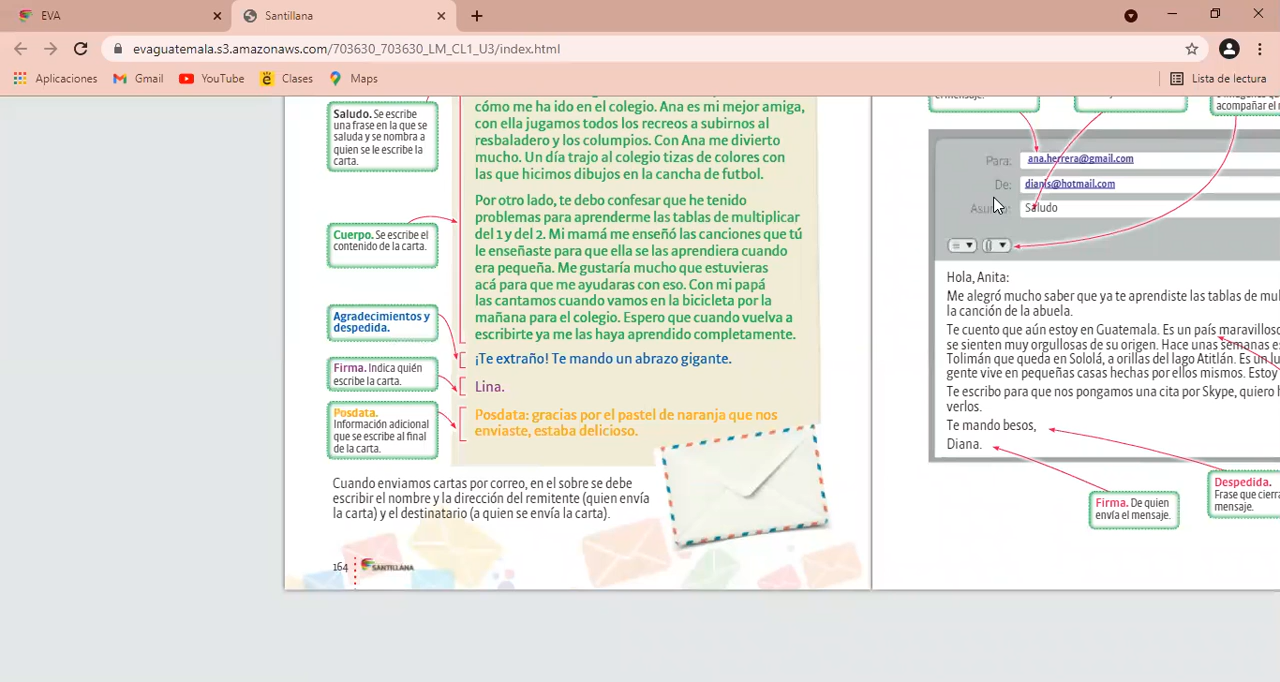 EVA
Santillana
evaguatemala.s3.amazonaws.com/703630_703630_LM_CL1_U3/index.html
Aplicaciones
Gmail
YouTube
Clases
Maps
Lista de lectura
Saludo. Se escribe
una frase en la que se
saluda y se nombra a
quien se le escribe la
carta.
Cuerpo. Se escribe el
contenido de la carta.
Agradecimientos y
despedida.
Firma. Indica quién
escribe la carta.
Posdata.
Información adicional
que se escribe al final
de la carta.
cómo me ha ido en el colegio. Ana es mi mejor amiga,
con ella jugamos todos los recreos a subirnos al
resbaladero y los columpios. Con Ana me divierto
mucho. Un día trajo al colegio tizas de colores con
las que hicimos dibujos en la cancha de futbol.
Por otro lado, te debo confesar que he tenido
problemas para aprenderme las tablas de multiplicar
del 1 y del 2. Mi mamá me enseñó las canciones que tú
le enseñaste para que ella se las aprendiera cuando
era pequeña. Me gustaría mucho que estuvieras
acá para que me ayudaras con eso. Con mi papá
las cantamos cuando vamos en la bicicleta por la
mañana para el colegio. Espero que cuando vuelva a
escribirte ya me las haya aprendido completamente.
¡Te extraño! Te mando un abrazo gigante.
Lina.
Posdata: gracias por el pastel de naranja que nos
enviaste, estaba delicioso.
Cuando enviamos cartas por correo, en el sobre se debe
escribir el nombre y la dirección del remitente (quien envía
la carta) y el destinatario (a quien se envía la carta).
164
SANTILLANA
acompañar el
Para: ana.herrera@gmail.com
De: dianis@hotmail.com
Saludo
Hola, Anita:
Me alegró mucho saber que ya te aprendiste las tablas de
la canción de la abuela.
Te cuento que aún estoy en Guatemala. Es un país maravilloso
se sienten muy orgullosas de su origen. Hace unas semanas
Tolimán que queda en Sololá, a orillas del lago Atitlán. Es un
gente vive en pequeñas casas hechas por ellos mismos. Estoy
Te escribo para que nos pongamos una cita por Skype, quiero
verlos.
Te mando besos,
Diana.
Firma. De quien
envía el mensaje.
Despedida.
Frase que cierra
mensaje.